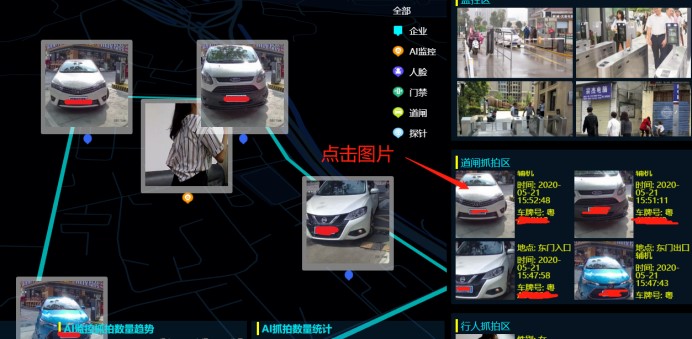 全部
企业
AI监控
人脸
门禁
道闸
探针
监控区
点击图片
道闸抓拍区
辅机
时间: 2020-
05-21
15:52:48
车牌号: 粤
辅机
时间: 2020-
05-21
15:51:11
车牌号: 粤
地点: 东门入口
时间: 2020-
05-21
15:47:58
车牌号: 粤
地点: 东门出口
辅机
时间: 2020-
05-21
15:47:43
车牌号: 粤
AI监控抓拍数量趋势
AI抓拍数量统计
行人抓拍区